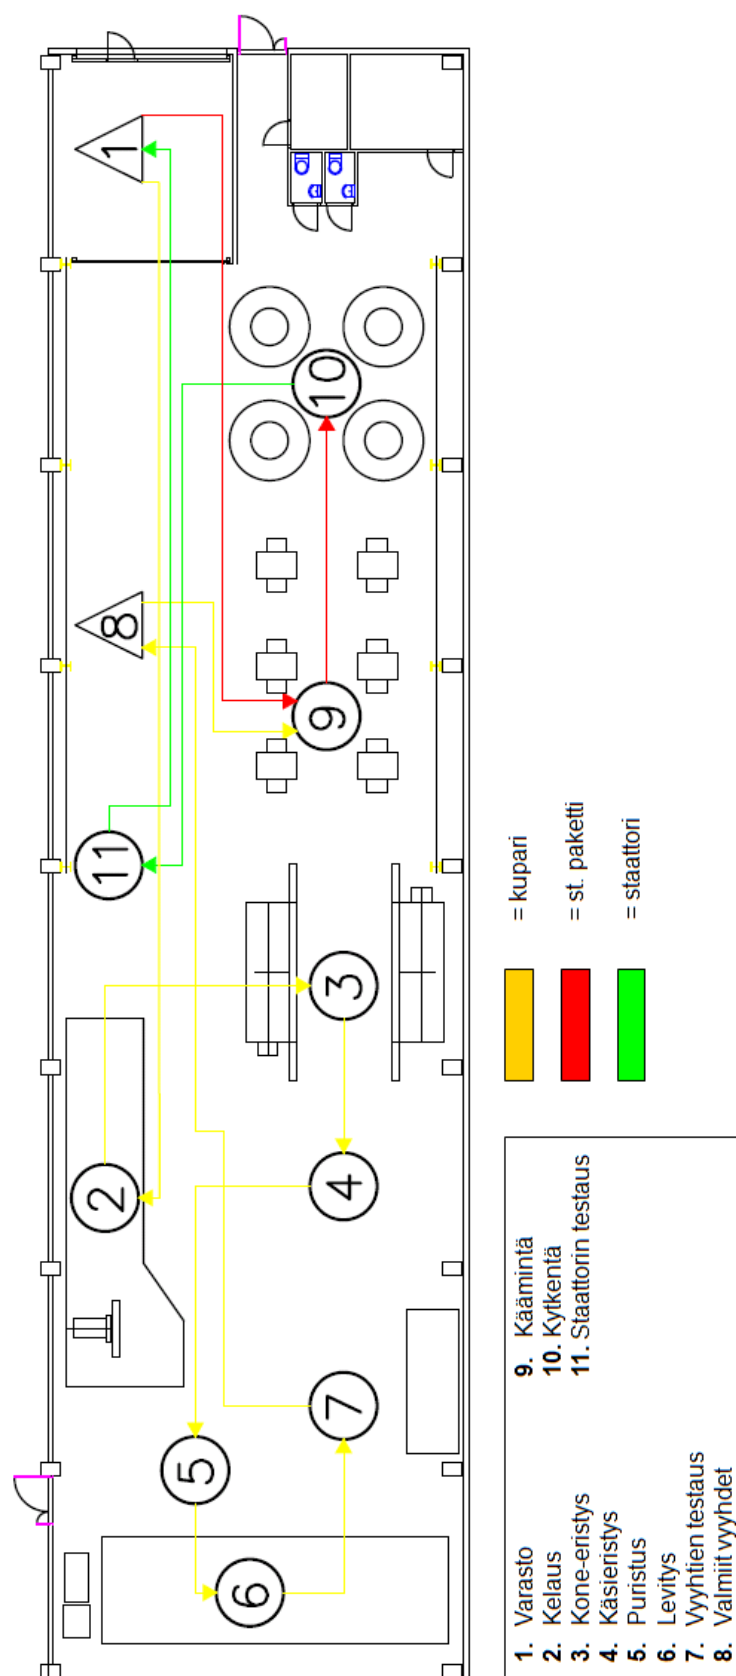 1
8
11
10
9
2
3
4
5
7
6
= kupari
= st. paketti
= staattori
1. Varasto
2. Kelaus
3. Kone-eristys
4. Käsieristys
5. Puristus
6. Levitys
7. Vyyhtien testaus
8. Valmiit vyyhdet
9. Käämintä
10. Kytkentä
11. Staattorin testaus